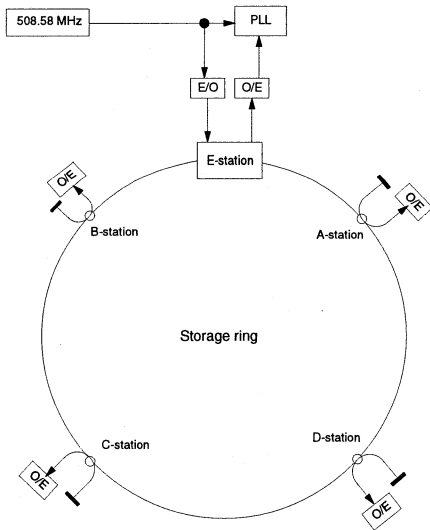 508.58 MHz
PLL
E/O
O/E
E-station
O/E
O/E
B-station
A-station
Storage ring
C-station
D-station
O/E
O/E